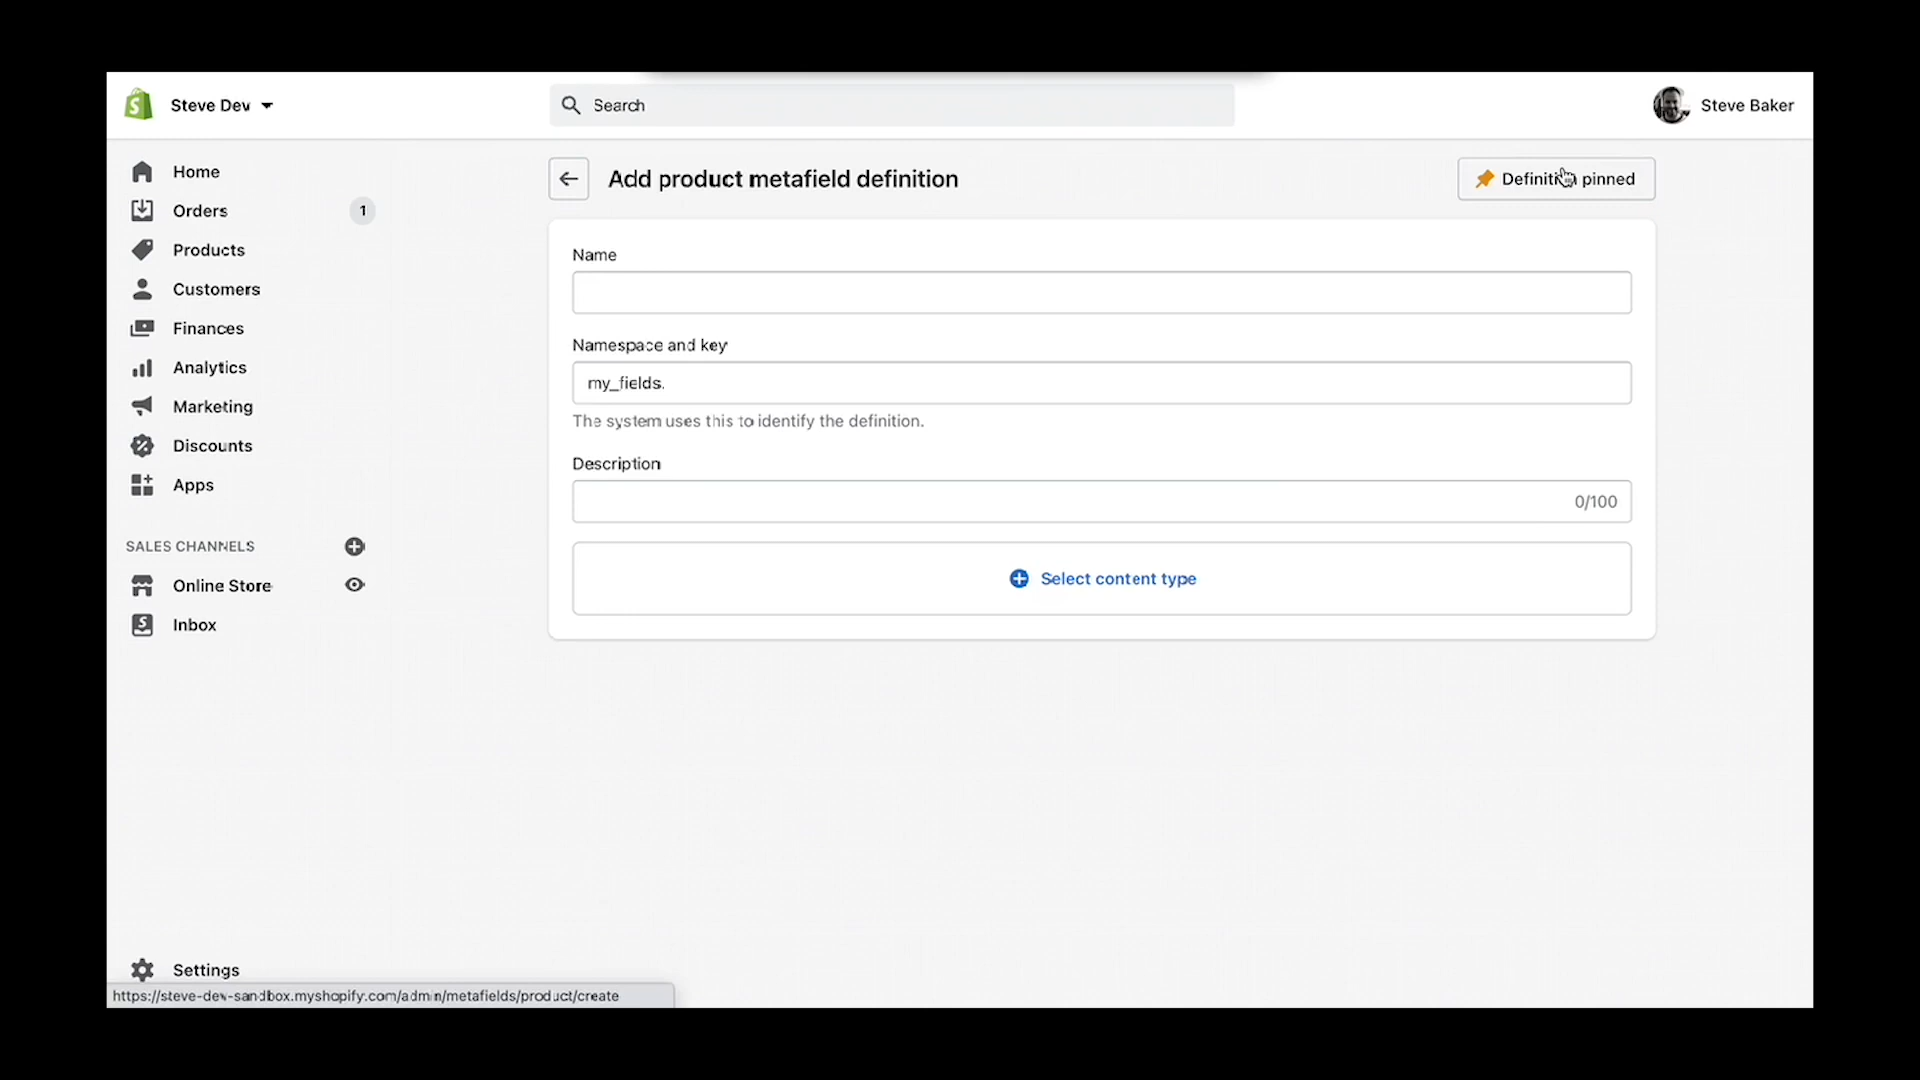 Steve Dev
Search
Steve Baker
Home
Orders
1
Products
Customers
Finances
Analytics
Marketing
Discounts
Apps
SALES CHANNELS
Online Store
Inbox
Settings
Add product metafield definition
Definition pinned
Name
Namespace and key
my_fields.
The system uses this to identify the definition.
Description
0/100
Select content type
https://steve-dev-sandbox.myshopify.com/admin/metafields/product/create